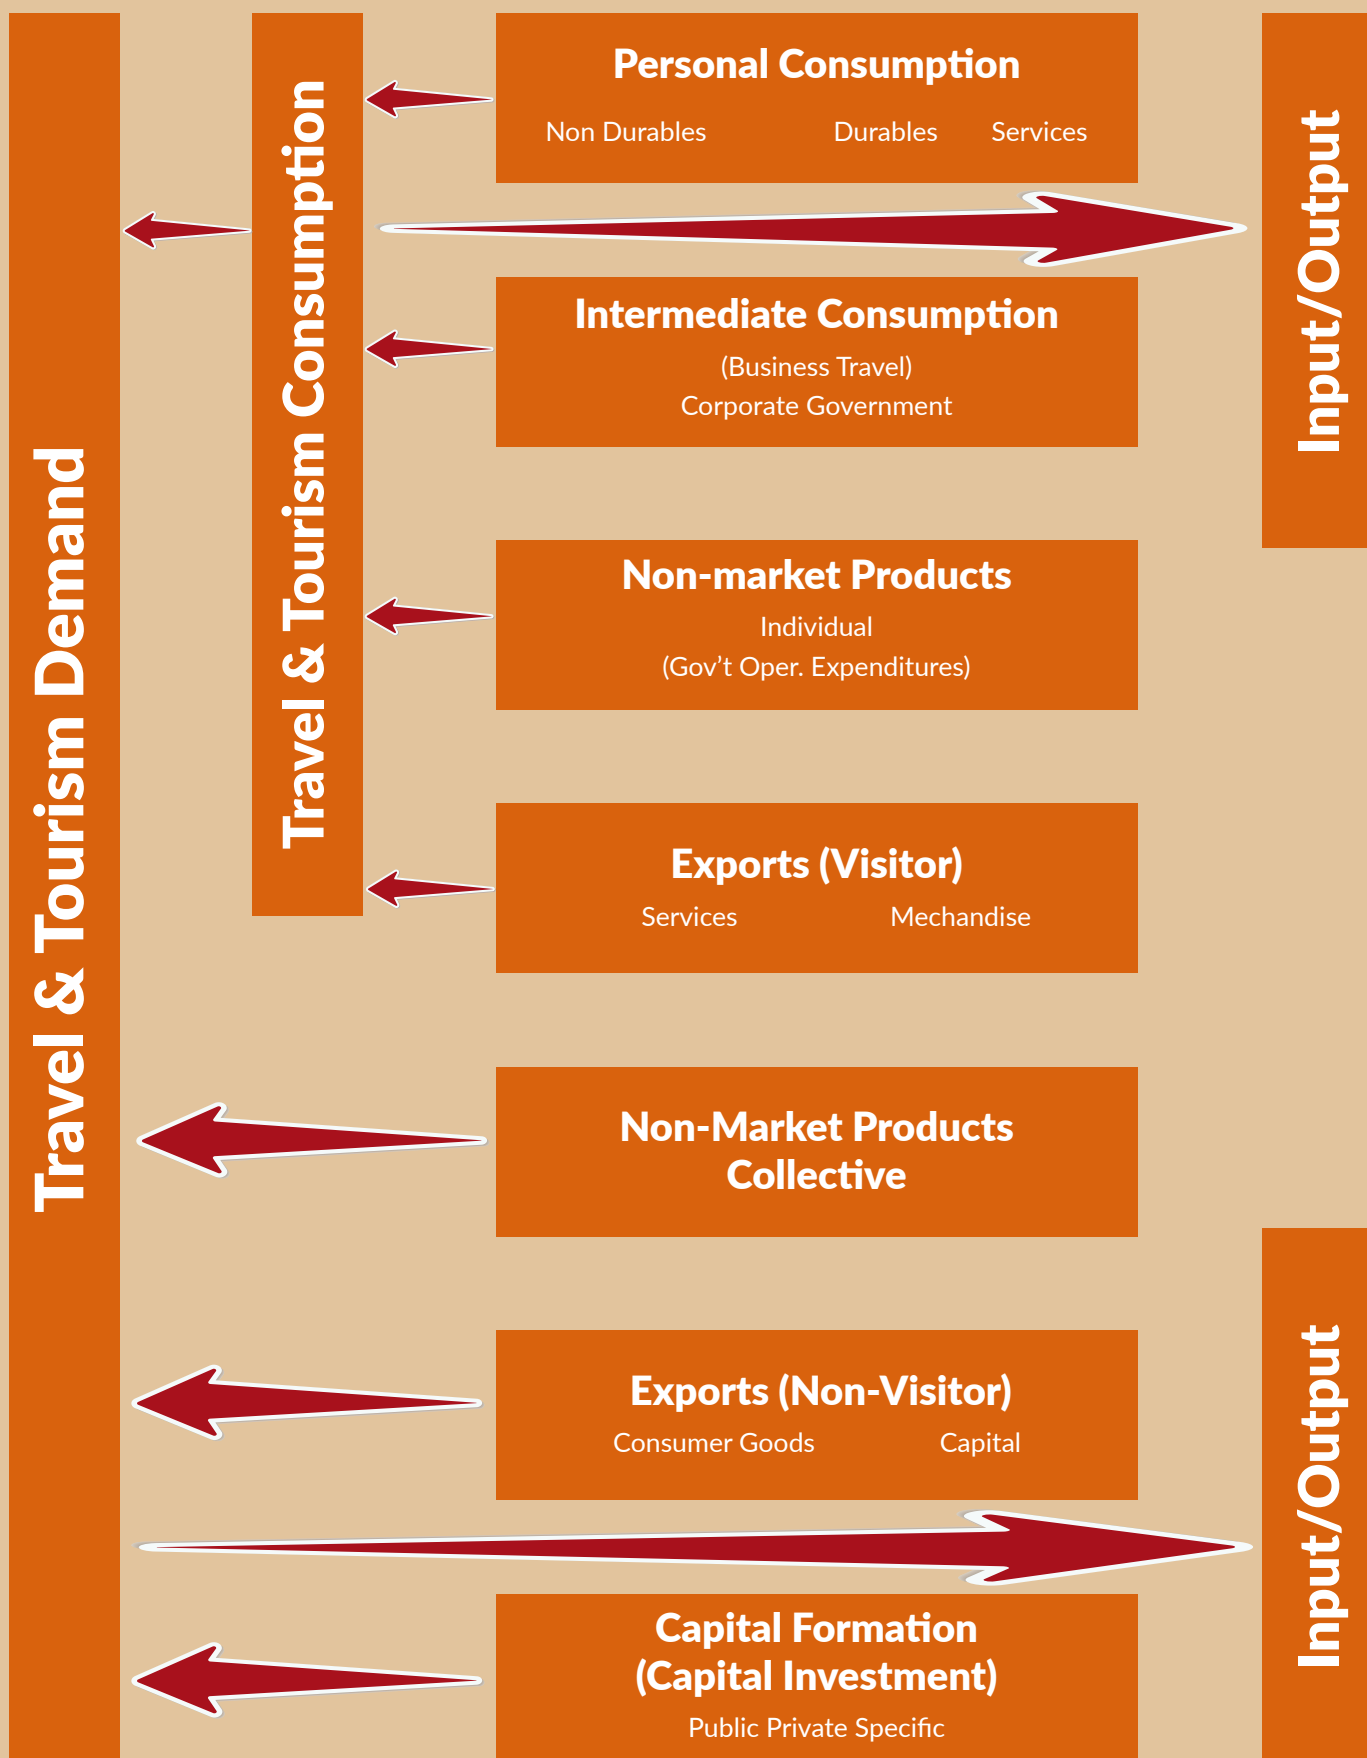 Travel & Tourism Demand
Travel & Tourism Consumption
Personal Consumption
Non Durables Durables Services
Intermediate Consumption
(Business Travel)
Corporate Government
Non-market Products
Individual
(Gov’t Oper. Expenditures)
Exports (Visitor)
Services Mechandise
Non-Market Products
Collective
Exports (Non-Visitor)
Consumer Goods Capital
Capital Formation
(Capital Investment)
Public Private Specific
Input/Output
Input/Output